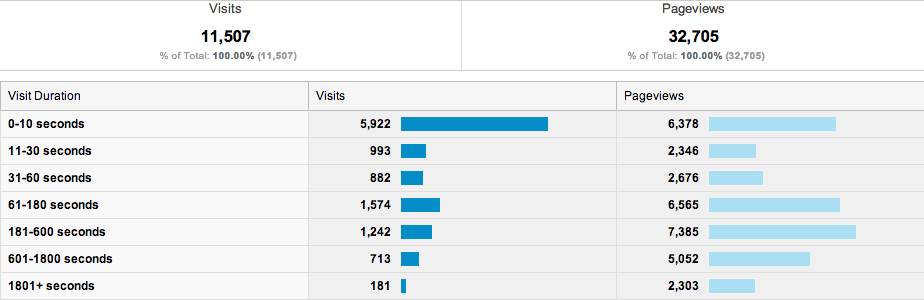 Visits Pageviews
11,507 32,705
% of Total: 100.00% (11,507) % of Total: 100.00% (32,705)
Visit Duration Visits Pageviews
0-10 seconds 5,922 6,378
11-30 seconds 993 2,346
31-60 seconds 882 2,676
61-180 seconds 1,574 6,565
181-600 seconds 1,242 7,385
601-1800 seconds 713 5,052
1801+ seconds 181 2,303